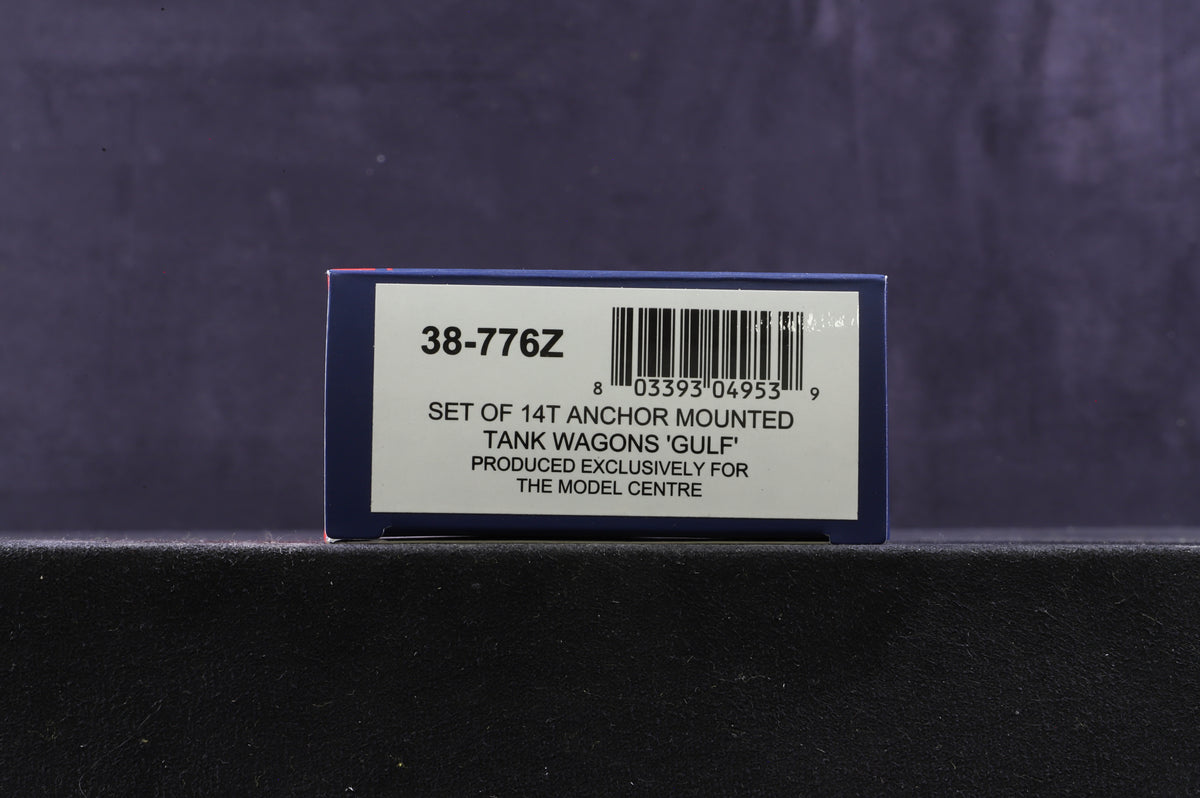 38-776Z
8 03393 04953 9
SET OF 14T ANCHOR MOUNTED
TANK WAGONS 'GULF'
PRODUCED EXCLUSIVELY FOR
THE MODEL CENTRE